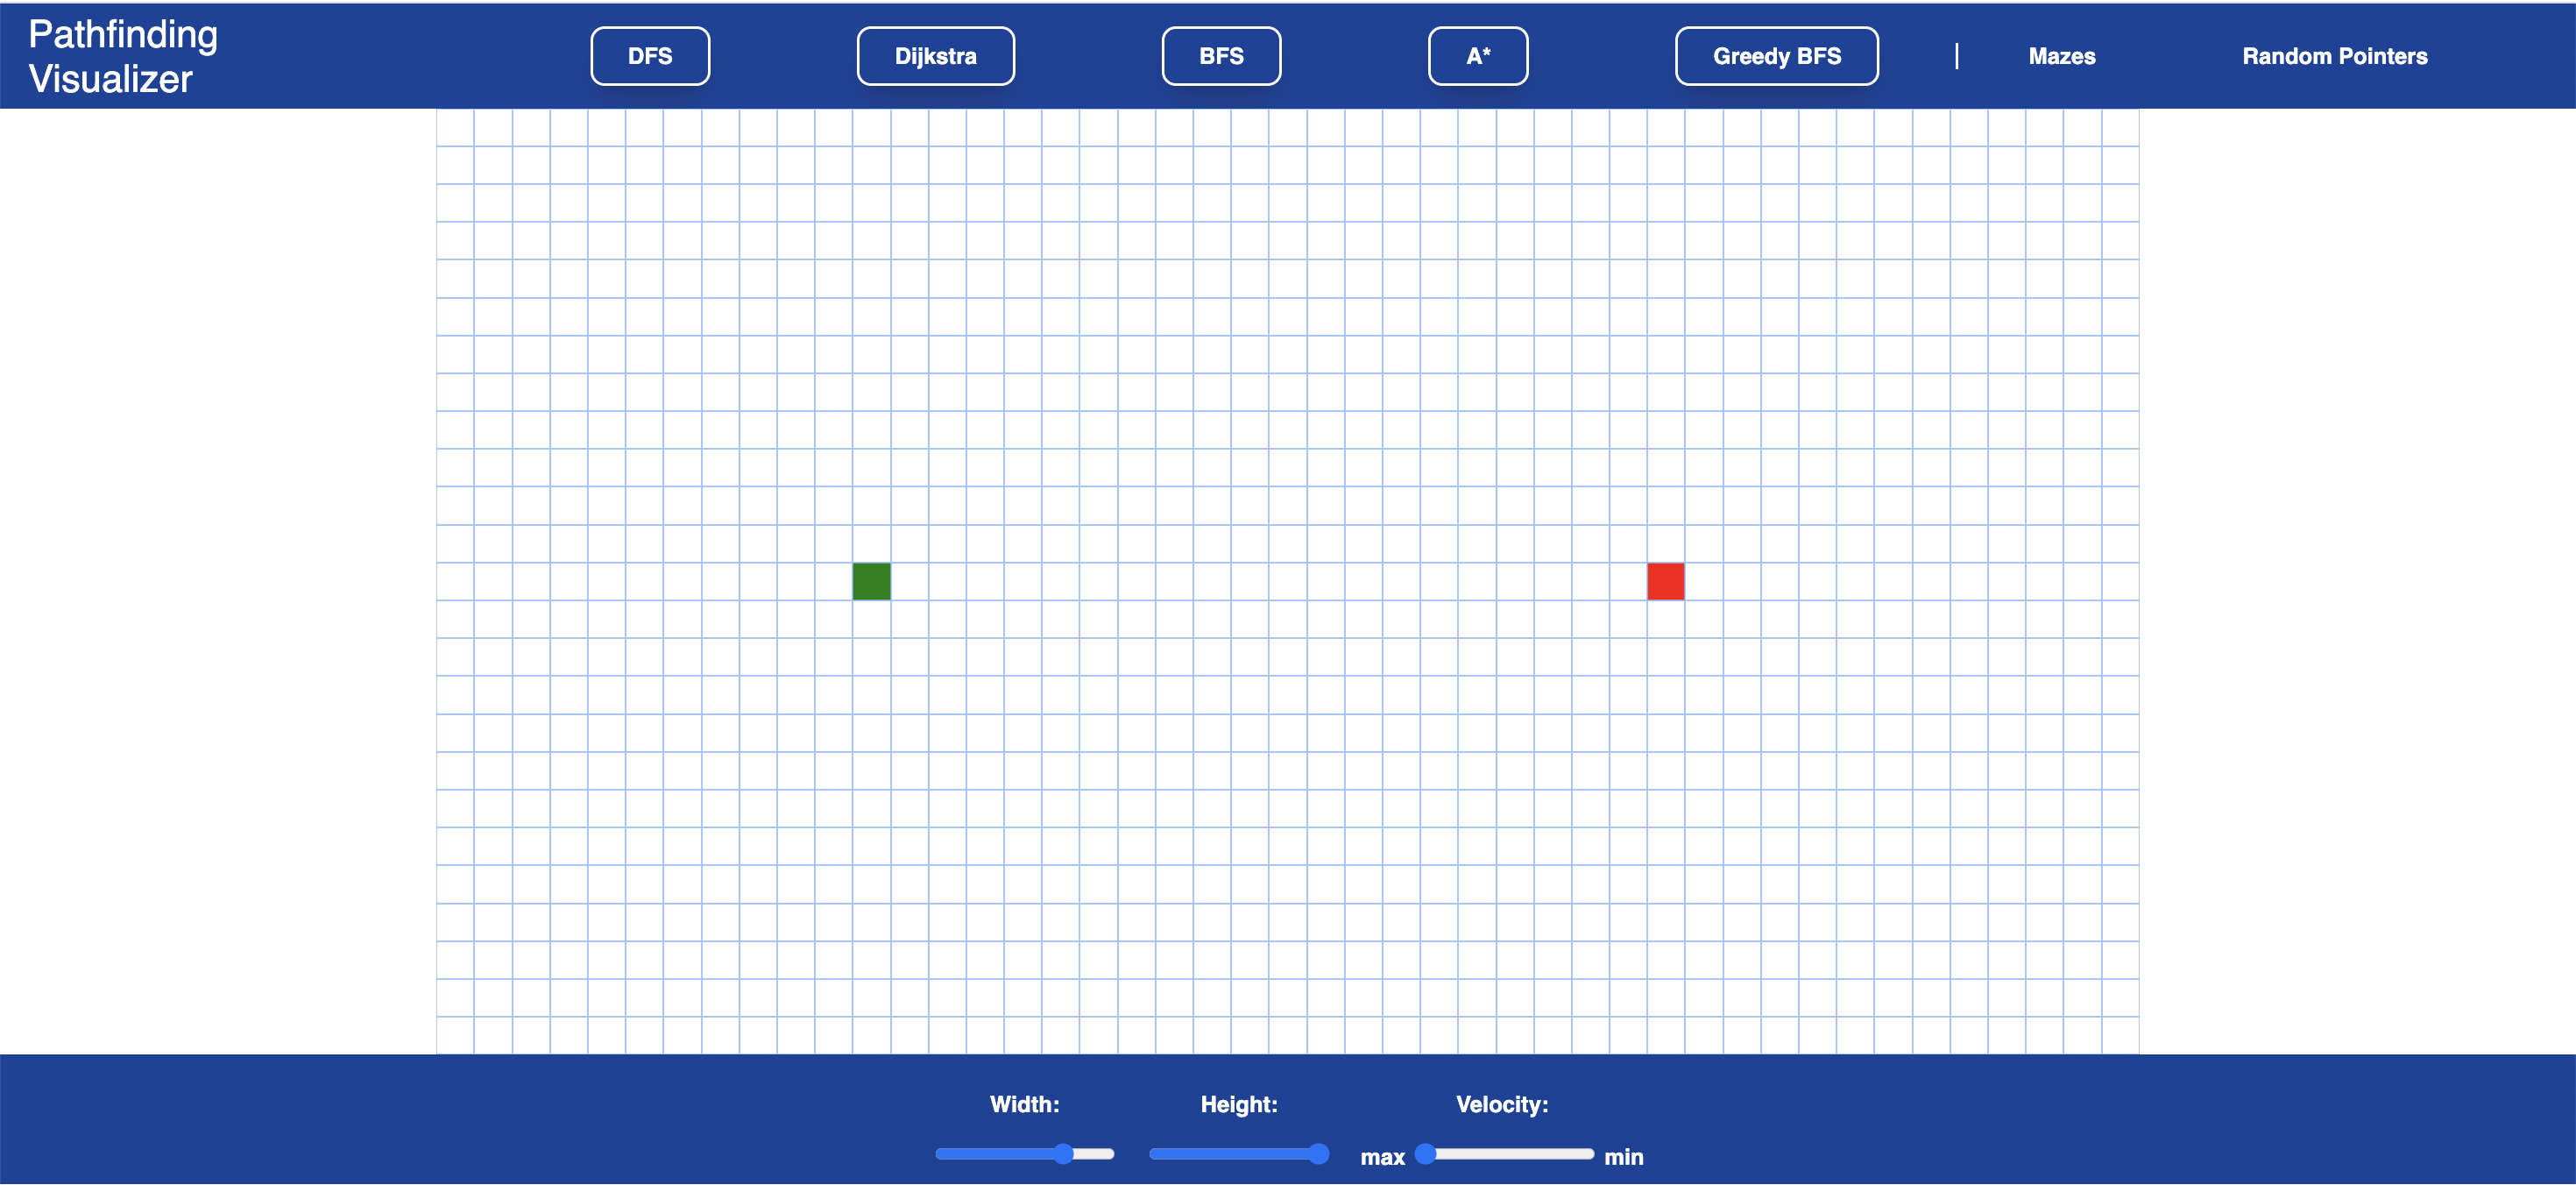 Pathfinding
Visualizer
DFS
Dijkstra
BFS
A*
Greedy BFS
|
Mazes
Random Pointers
Width:
Height:
Velocity:
max
min